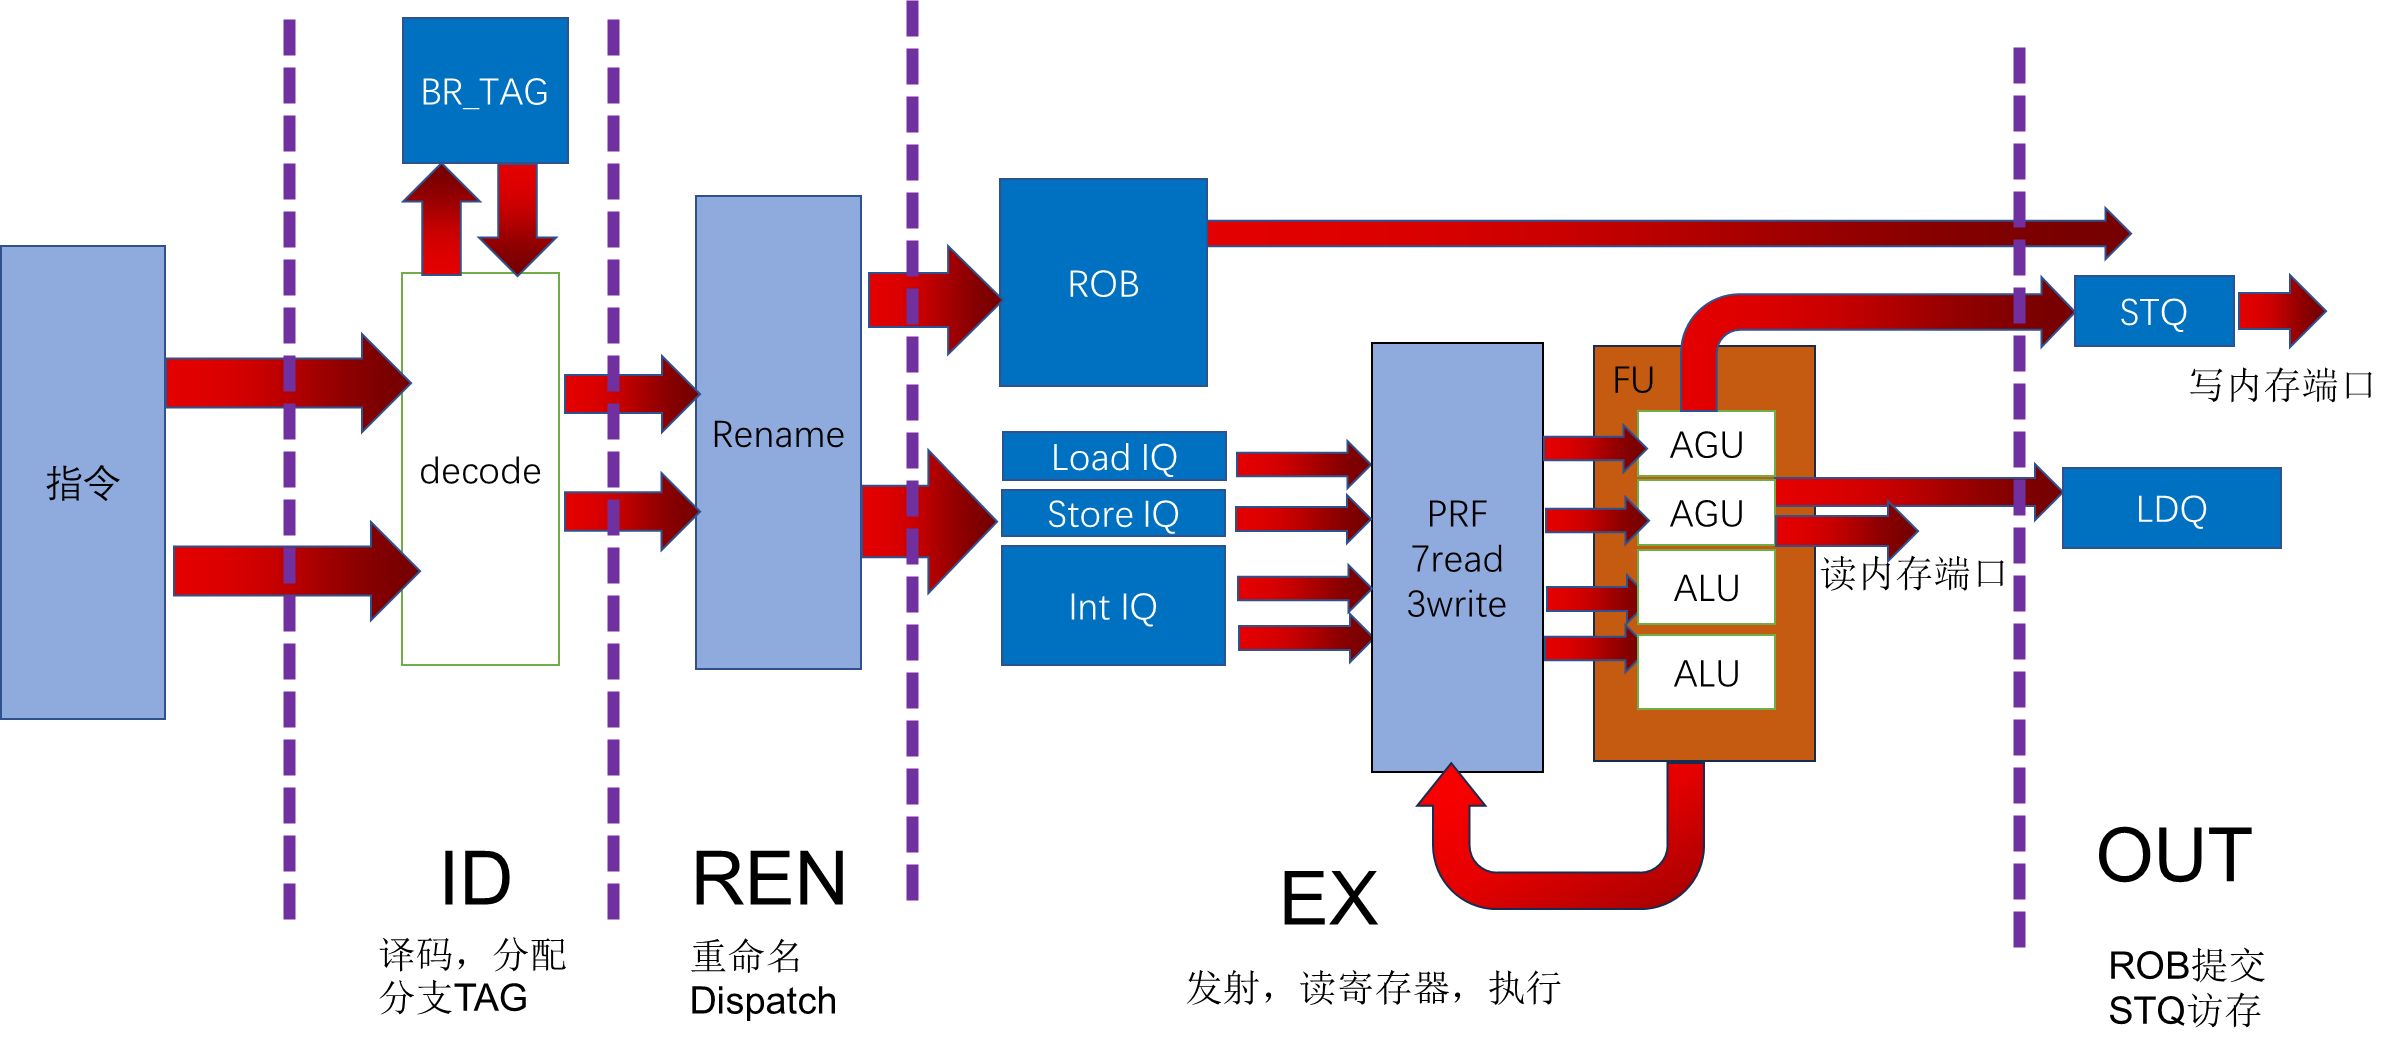 BR_TAG
指令
decode
Rename
ROB
Load IQ
Store IQ
Int IQ
PRF
7read
3write
FU
AGU
AGU
ALU
ALU
STQ
写内存端口
LDQ
读内存端口
ID
译码，分配
分支TAG
REN
重命名
Dispatch
EX
发射，读寄存器，执行
OUT
ROB提交
STQ访存